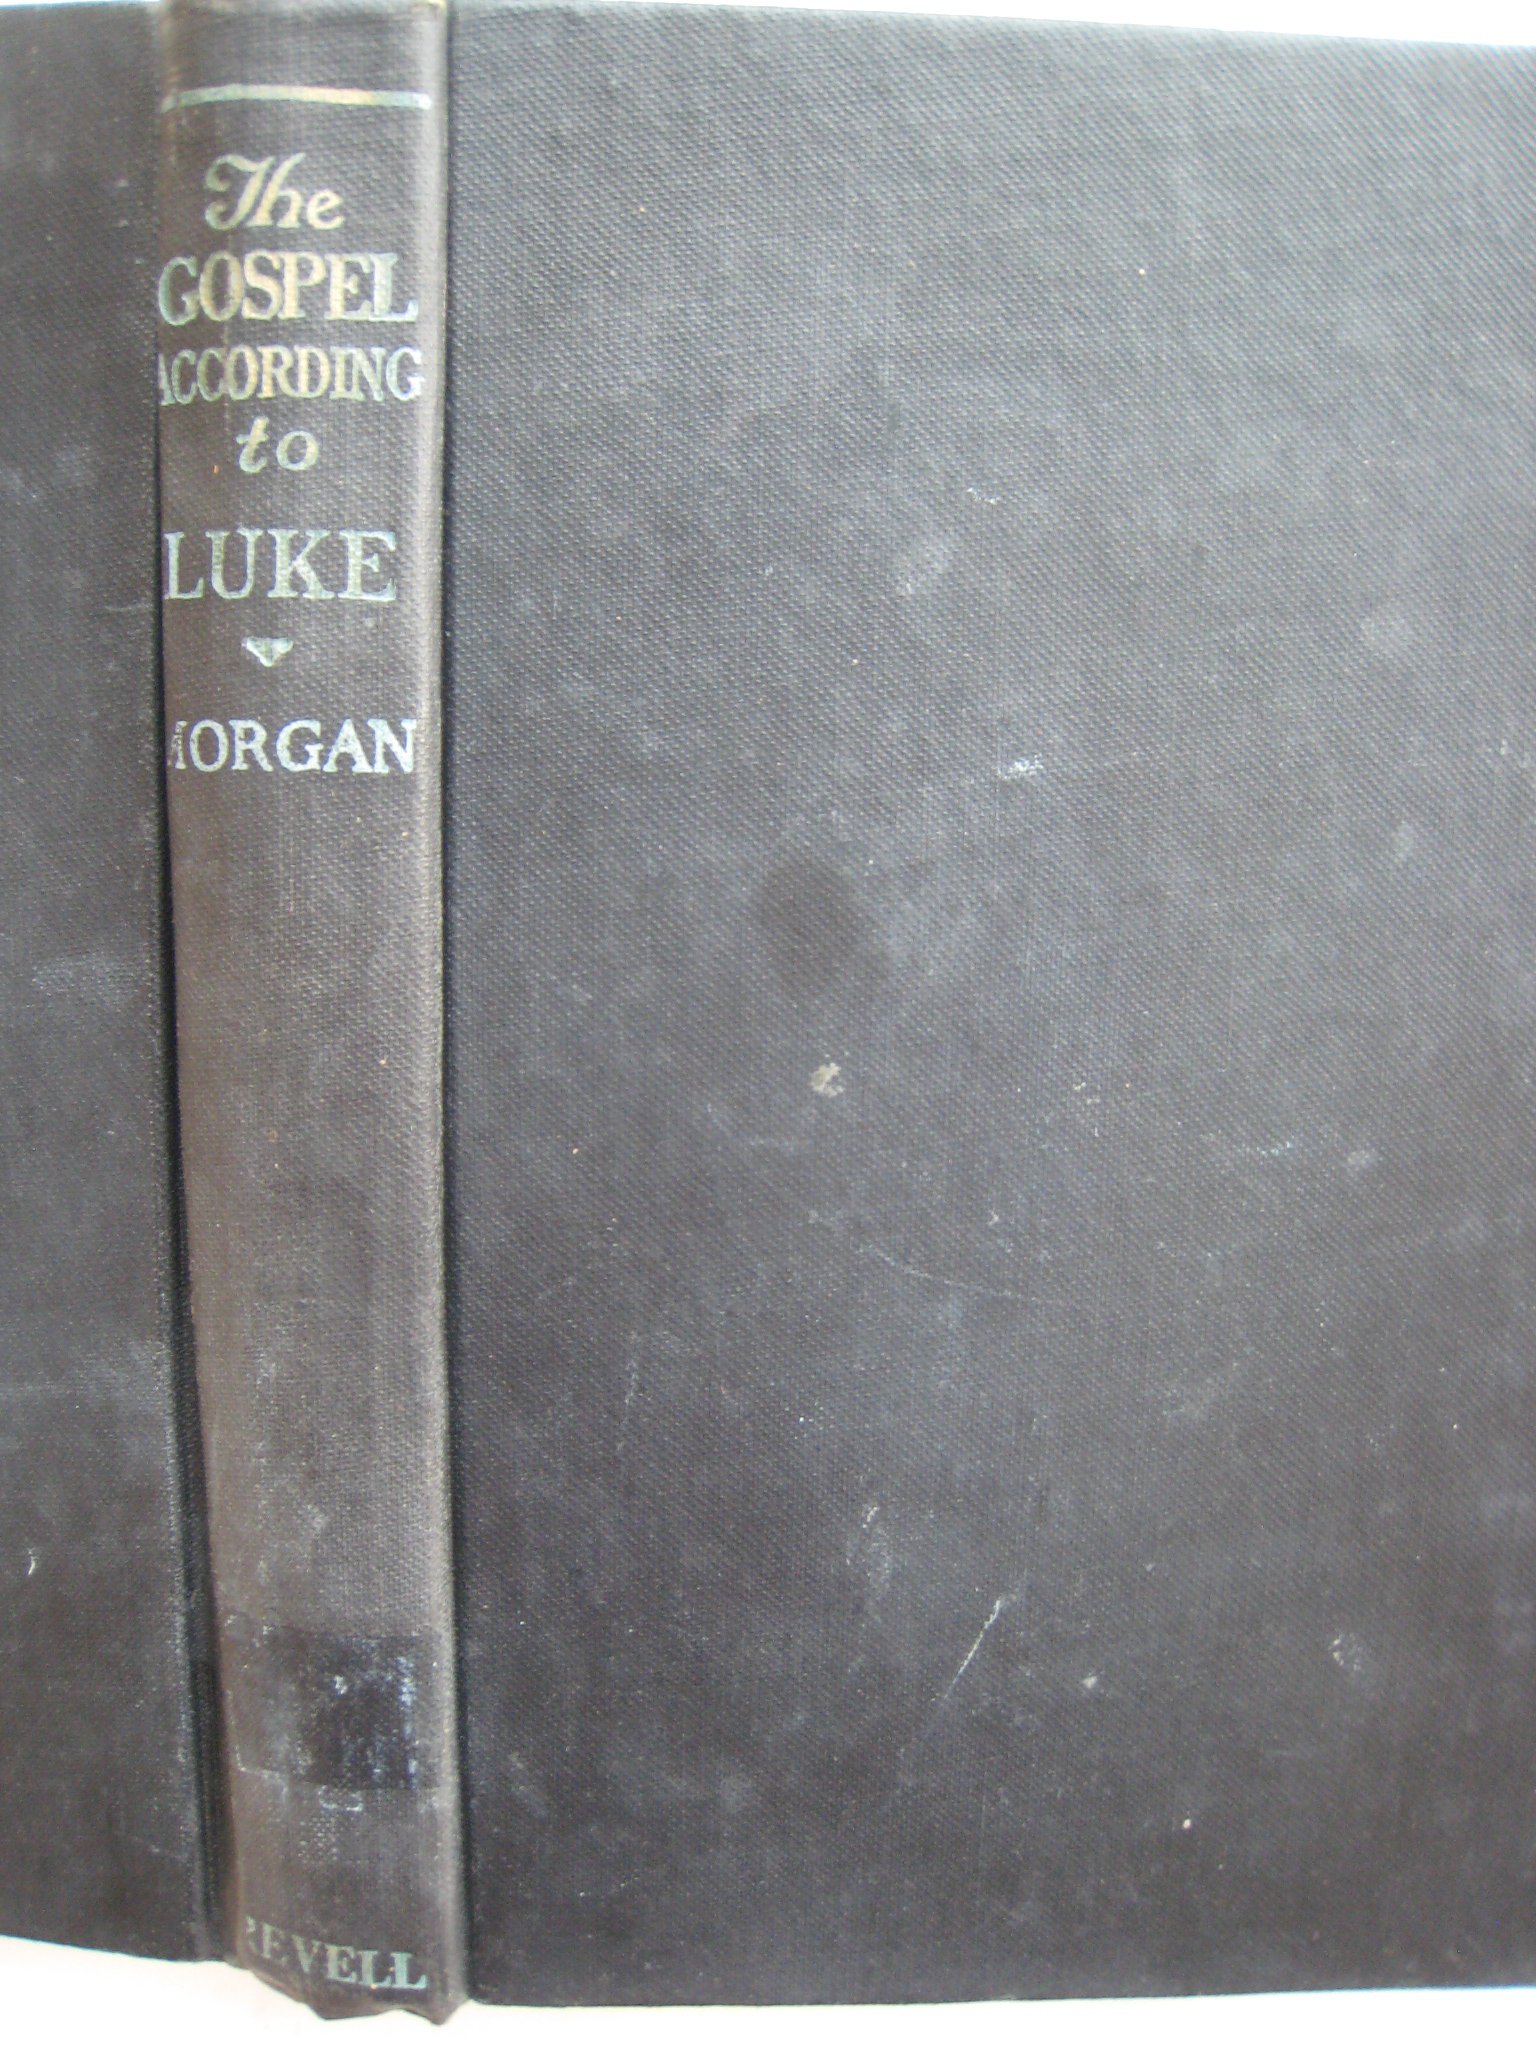 The
GOSPEL
ACCORDING
to
LUKE
MORGAN
REVELL